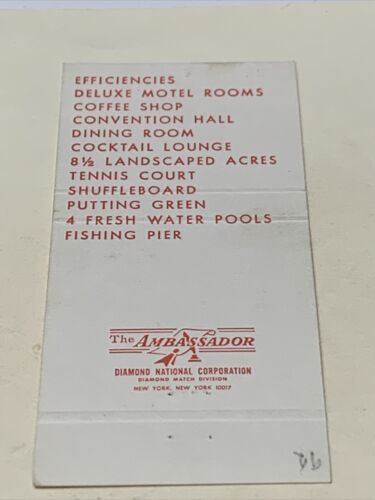 EFFICIENCIES
DELUXE MOTEL ROOMS
COFFEE SHOP
CONVENTION HALL
DINING ROOM
COCKTAIL LOUNGE
8½ LANDSCAPED ACRES
TENNIS COURT
SHUFFLEBOARD
PUTTING GREEN
4 FRESH WATER POOLS
FISHING PIER
The AMBASSADOR
DIAMOND NATIONAL CORPORATION
DIAMOND MATCH DIVISION
NEW YORK, NEW YORK 10017